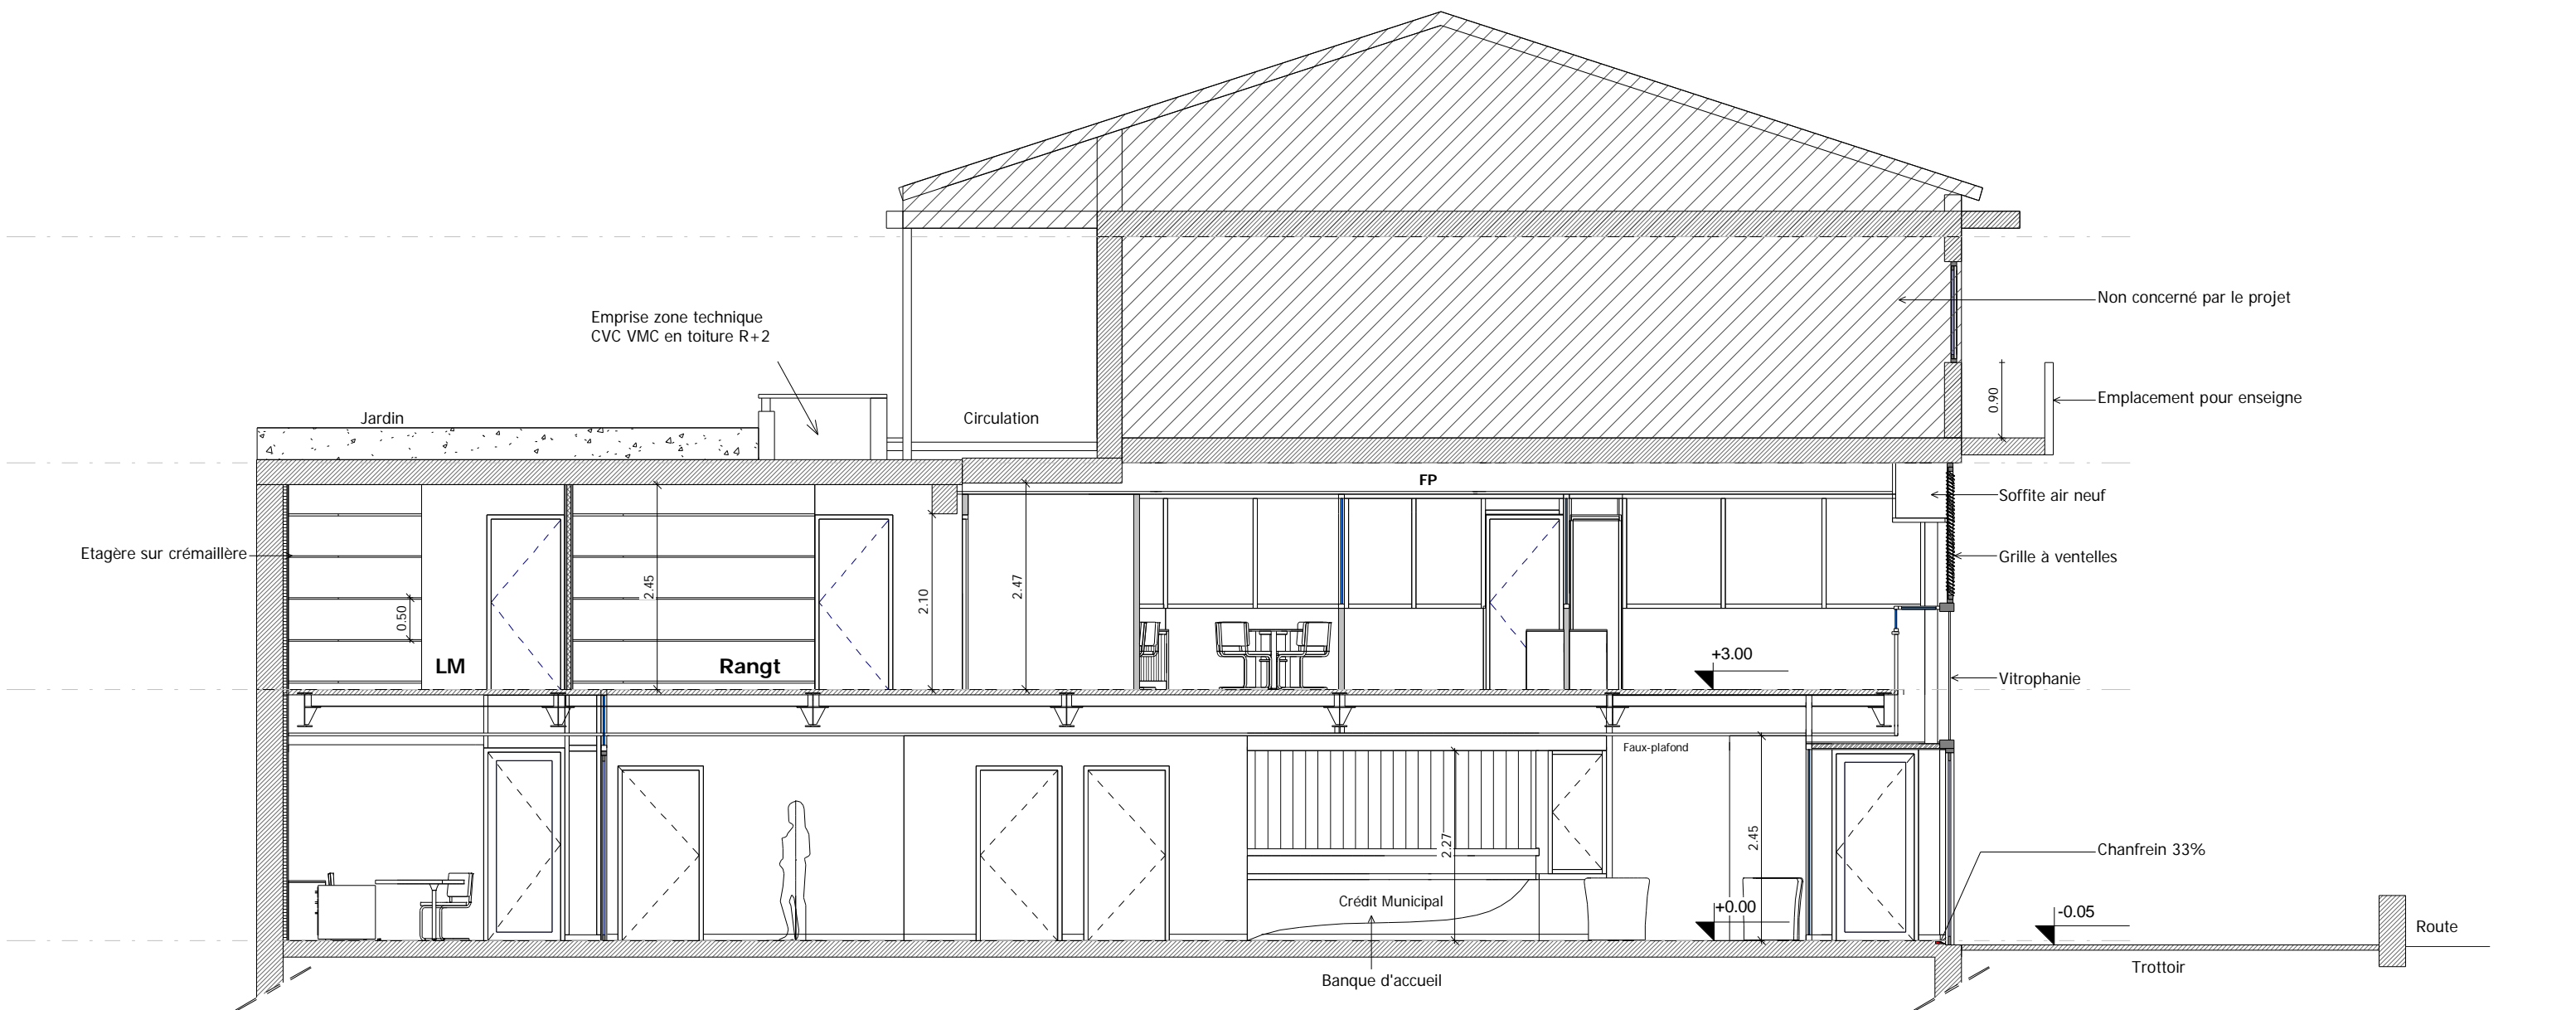 Non concerné par le projet
Emprise zone technique
CVC VMC en toiture R+2
0.90
Emplacement pour enseigne
Jardin
Circulation
FP
Soffite air neuf
Etagère sur crémaillère
Grille à ventelles
0.50
2.45
2.10
2.47
LM
Rangt
+3.00
Vitrophanie
Faux-plafond
2.27
2.45
Chanfrein 33%
Crédit Municipal
+0.00
-0.05
Route
Trottoir
Banque d'accueil